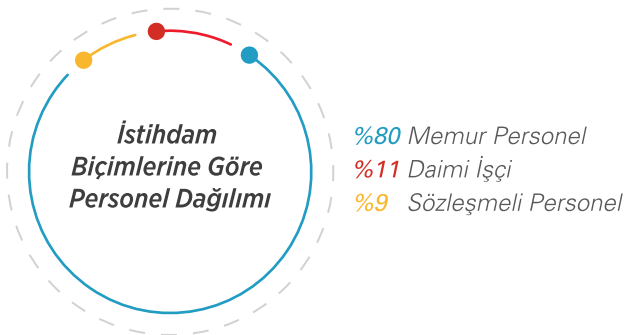 İstihdam
Biçimlerine Göre
Personel Dağılımı
%80 Memur Personel
%11 Daimi İşçi
%9 Sözleşmeli Personel